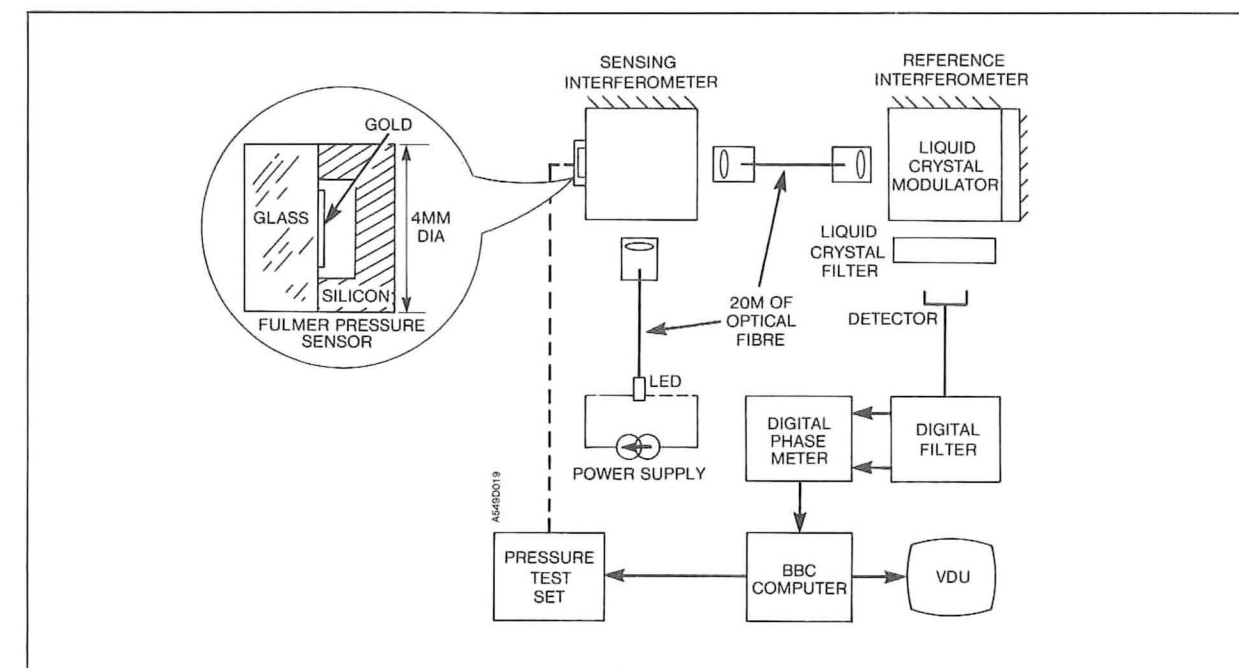 SENSING
INTERFEROMETER
REFERENCE
INTERFEROMETER
GOLD
GLASS
4MM
DIA
SILICON
FULMER PRESSURE
SENSOR
LIQUID
CRYSTAL
MODULATOR
LIQUID
CRYSTAL
FILTER
20M OF
OPTICAL
FIBRE
DETECTOR
LED
POWER SUPPLY
DIGITAL
PHASE
METER
DIGITAL
FILTER
A549D019
PRESSURE
TEST
SET
BBC
COMPUTER
VDU